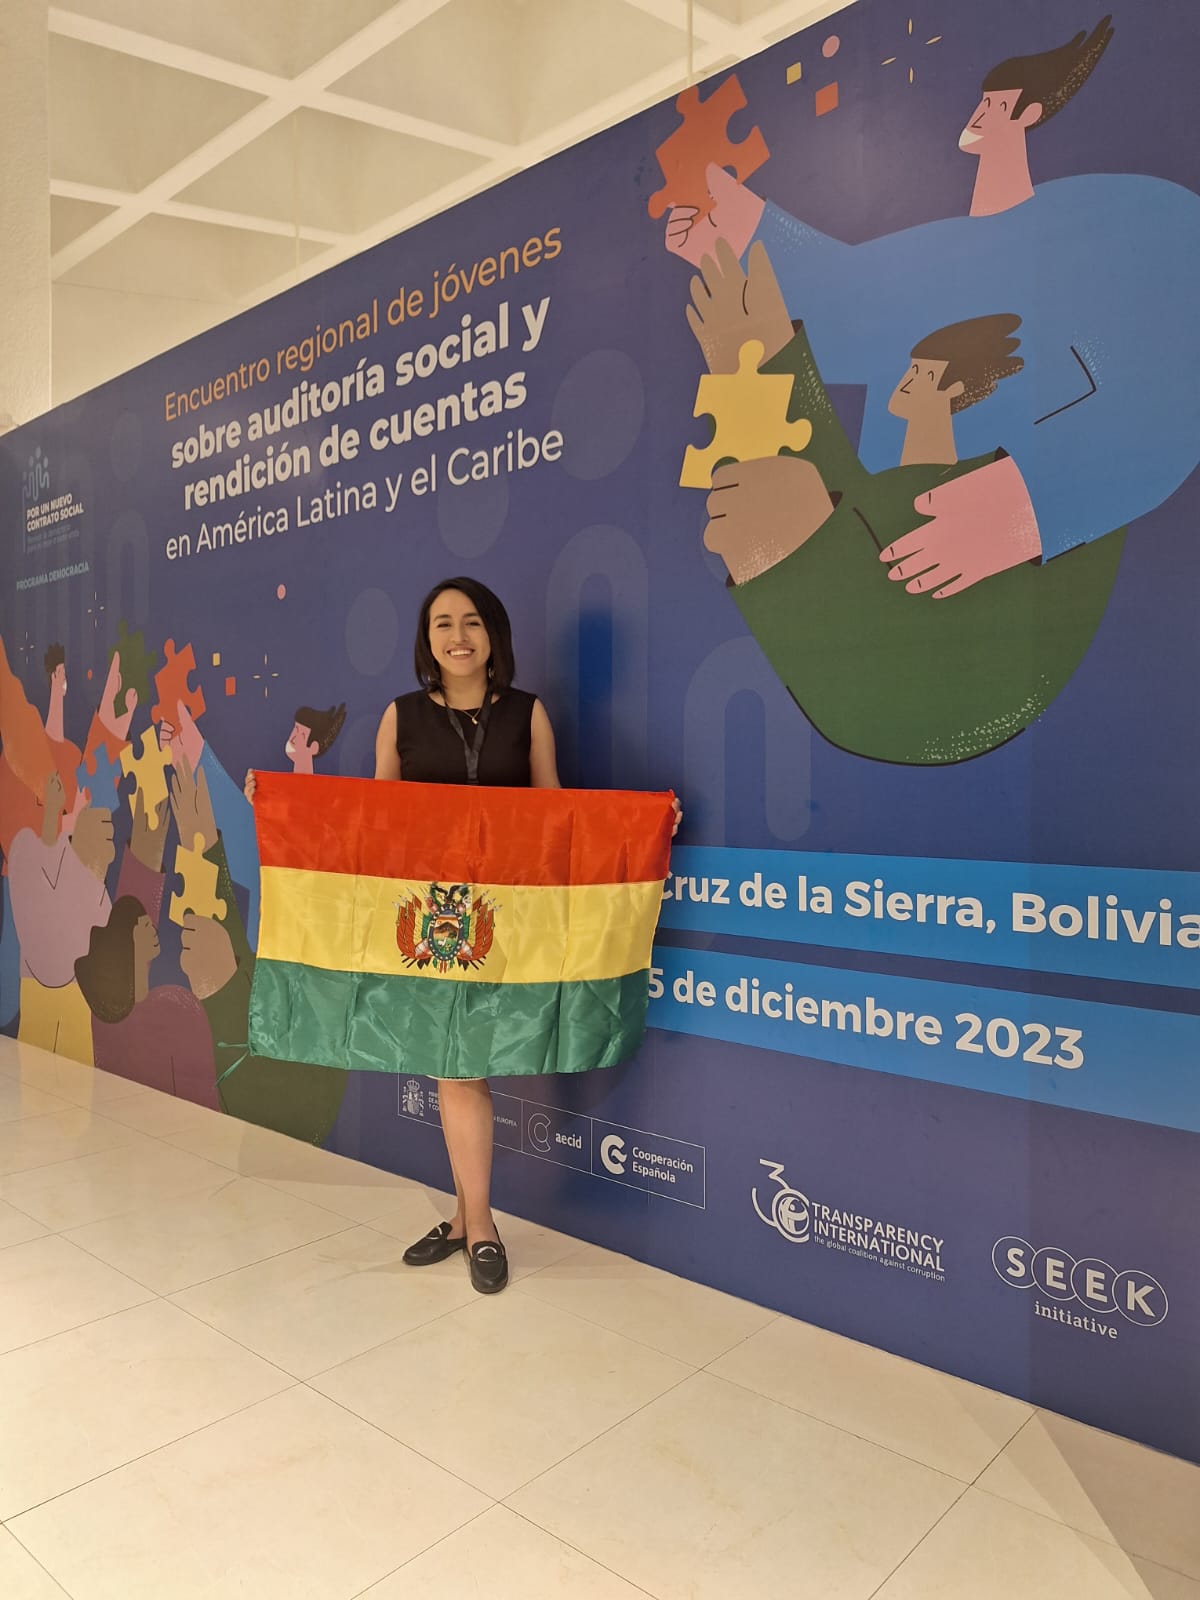 Encuentro regional de jóvenes
sobre auditoría social y
rendición de cuentas
en América Latina y el Caribe
POR UN NUEVO
CONTRATO SOCIAL
PROGRAMA DEMOCRACIA
Cruz de la Sierra, Bolivia
5 de diciembre 2023
aecid
Cooperación
Española
TRANSPARENCY
INTERNATIONAL
the global coalition against corruption
SEEK
initiative